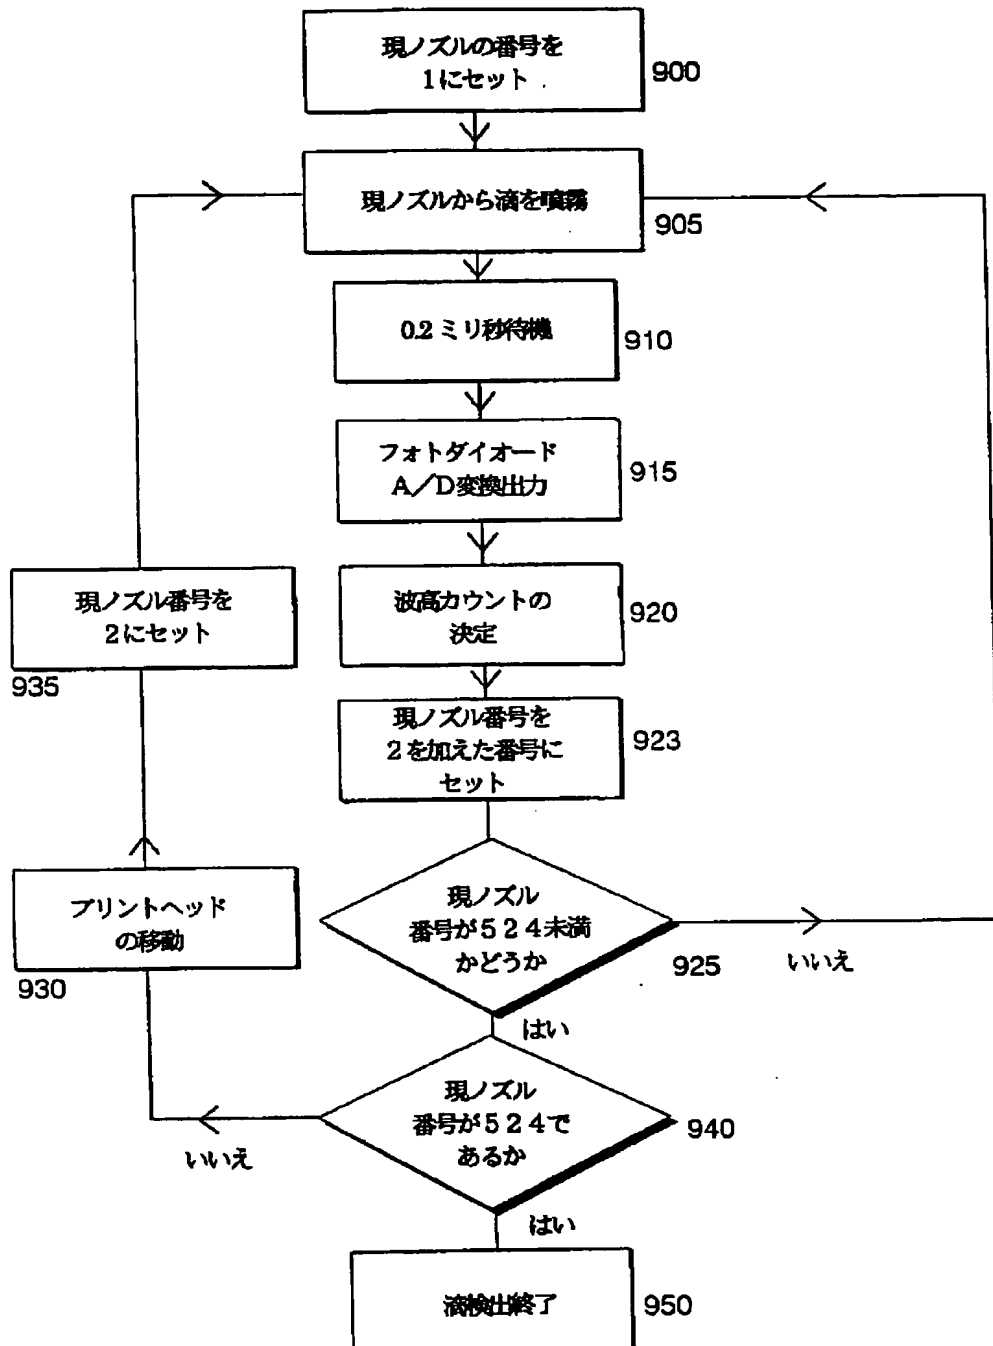 現ノズルの番号を
1にセット
900
現ノズルから滴を噴霧
905
0.2ミリ秒待機
910
フォトダイオード
A/D変換出力
915
波高カウントの
決定
920
現ノズル番号を
2にセット
935
現ノズル番号を
2を加えた番号に
セット
923
現ノズル
番号が524未満
かどうか
925
いいえ
はい
プリントヘッド
の移動
930
現ノズル
番号が524で
あるか
940
いいえ
はい
滴検出終了
950